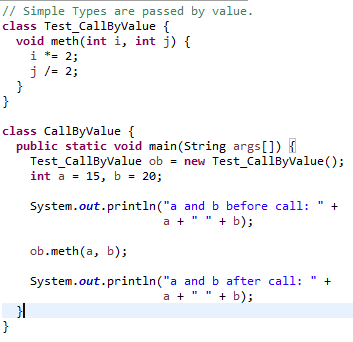 // Simple Types are passed by value.
class Test_CallByValue {
  void meth(int i, int j) {
    i *= 2;
    j /= 2;
  }
}

class CallByValue {
  public static void main(String args[]) {
    Test_CallByValue ob = new Test_CallByValue();
    int a = 15, b = 20;

    System.out.println("a and b before call: " +
                       a + " " + b);

    ob.meth(a, b);

    System.out.println("a and b after call: " +
                       a + " " + b);
  }
}